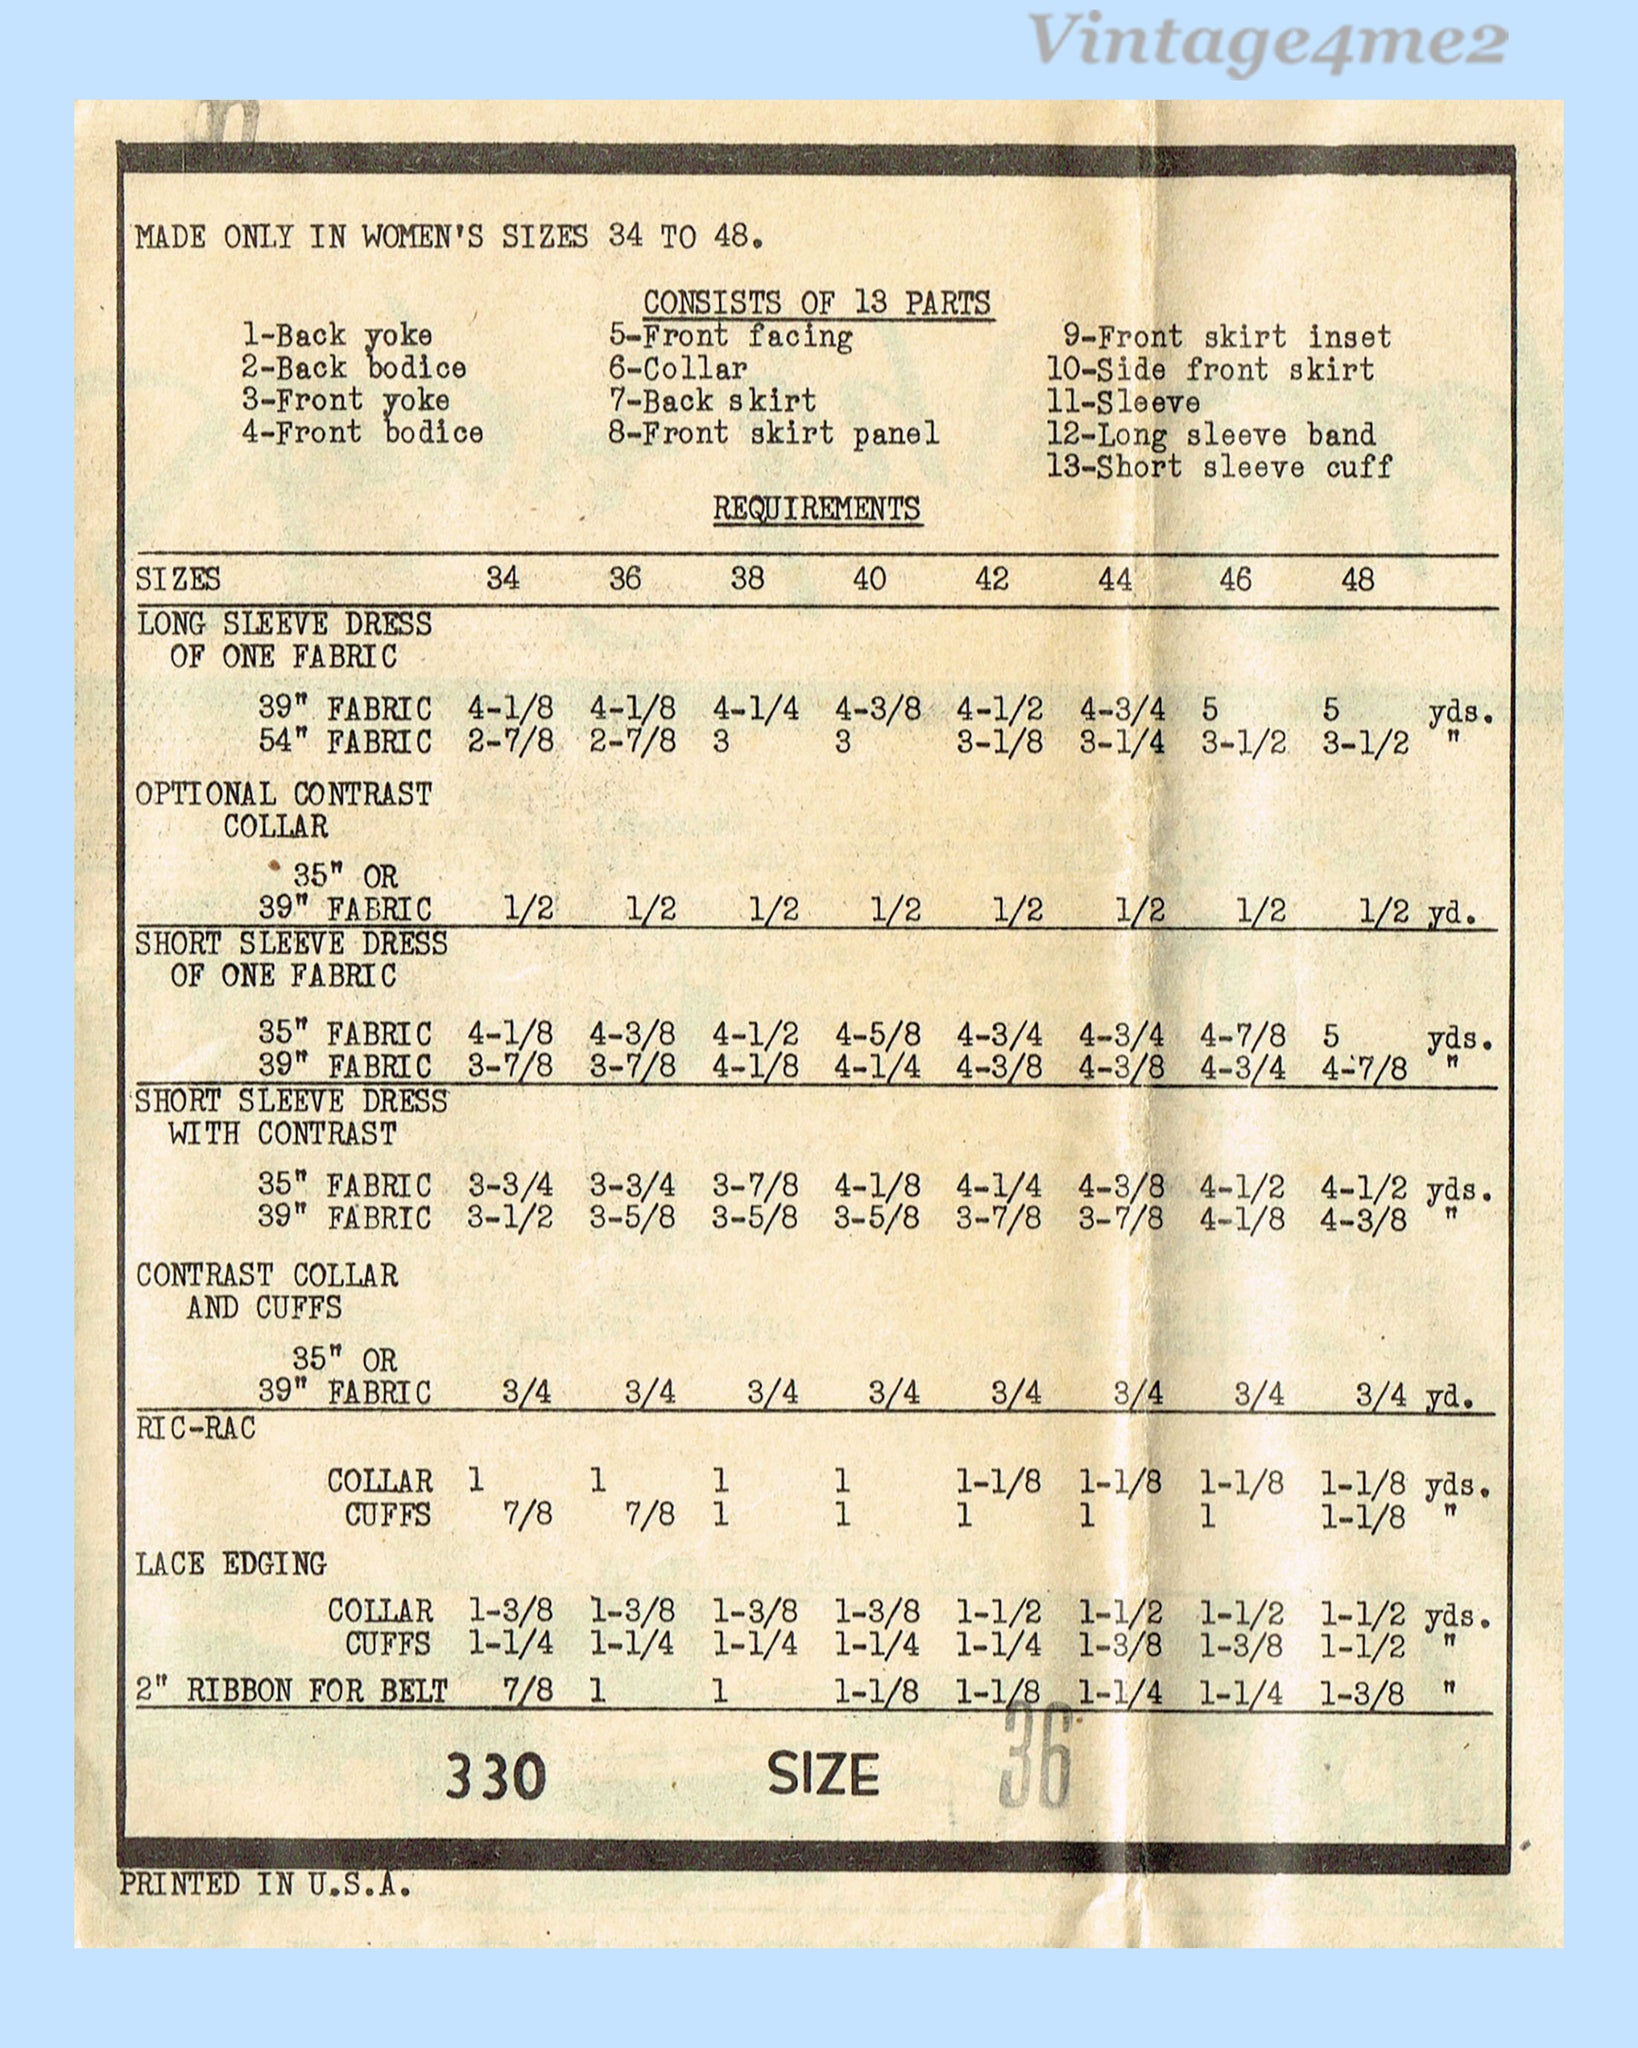 Vintage4me2
MADE ONLY IN WOMEN'S SIZES 34 TO 48.
CONSISTS OF 13 PARTS
1-Back yoke 5-Front facing 9-Front skirt inset
2-Back bodice 6-Collar 10-Side front skirt
3-Front yoke 7-Back skirt 11-Sleeve
4-Front bodice 8-Front skirt panel 12-Long sleeve band
13-Short sleeve cuff
REQUIREMENTS
SIZES 34 36 38 40 42 44 46 48
LONG SLEEVE DRESS
OF ONE FABRIC
39" FABRIC 4-1/8 4-1/8 4-1/4 4-3/8 4-1/2 4-3/4 5 5 yds.
54" FABRIC 2-7/8 2-7/8 3 3 3-1/8 3-1/4 3-1/2 3-1/2 "
OPTIONAL CONTRAST
COLLAR
35" OR
39" FABRIC 1/2 1/2 1/2 1/2 1/2 1/2 1/2 1/2 yd.
SHORT SLEEVE DRESS
OF ONE FABRIC
35" FABRIC 4-1/8 4-3/8 4-1/2 4-5/8 4-3/4 4-3/4 4-7/8 5 yds.
39" FABRIC 3-7/8 3-7/8 4-1/8 4-1/4 4-3/8 4-3/8 4-3/4 4-7/8 "
SHORT SLEEVE DRESS
WITH CONTRAST
35" FABRIC 3-3/4 3-3/4 3-7/8 4-1/8 4-1/4 4-3/8 4-1/2 4-1/2 yds.
39" FABRIC 3-1/2 3-5/8 3-5/8 3-5/8 3-7/8 3-7/8 4-1/8 4-3/8 "
CONTRAST COLLAR
AND CUFFS
35" OR
39" FABRIC 3/4 3/4 3/4 3/4 3/4 3/4 3/4 3/4 yd.
RIC-RAC
COLLAR 1 1 1 1 1-1/8 1-1/8 1-1/8 1-1/8 yds.
CUFFS 7/8 7/8 1 1 1 1 1 1-1/8 "
LACE EDGING
COLLAR 1-3/8 1-3/8 1-3/8 1-3/8 1-1/2 1-1/2 1-1/2 1-1/2 yds.
CUFFS 1-1/4 1-1/4 1-1/4 1-1/4 1-1/4 1-3/8 1-3/8 1-1/2 "
2" RIBBON FOR BELT 7/8 1 1 1-1/8 1-1/8 1-1/4 1-1/4 1-3/8 "
330 SIZE 36
PRINTED IN U.S.A.